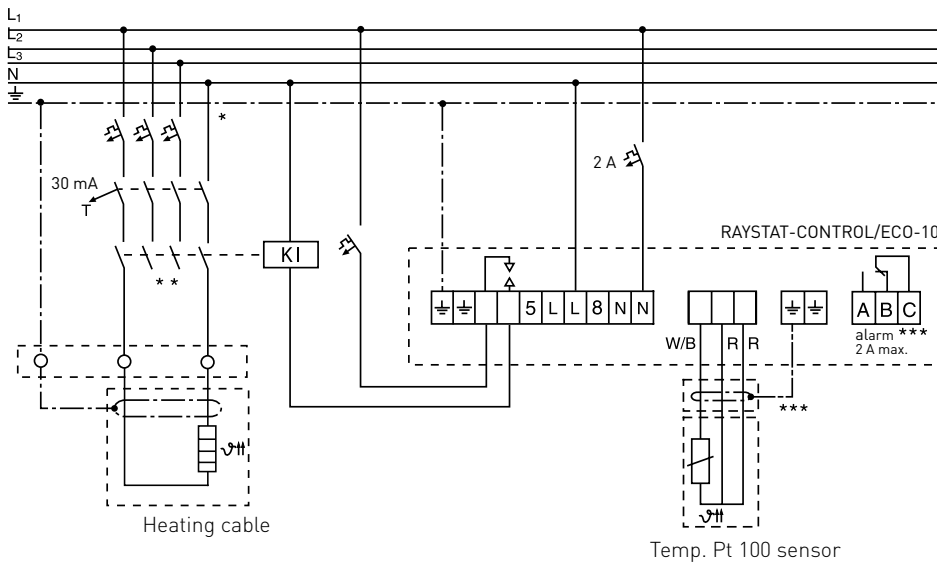 L1
L2
L3
N
*
30 mA
T
2 A
RAYSTAT-CONTROL/ECO-10
KI
* *
5 L L 8 N N
A B C
W/B R R
alarm ***
2 A max.
***
ϑ
ϑ
Heating cable
Temp. Pt 100 sensor